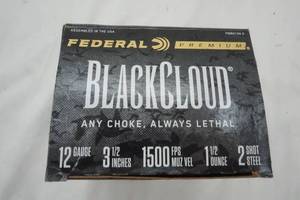 ASSEMBLED IN THE USA
FEDERAL PREMIUM
BLACKCLOUD®
ANY CHOKE, ALWAYS LETHAL
12 GAUGE 3 1/2 INCHES 1500 FPS MUZ VEL 1 1/2 OUNCE 2 SHOT STEEL